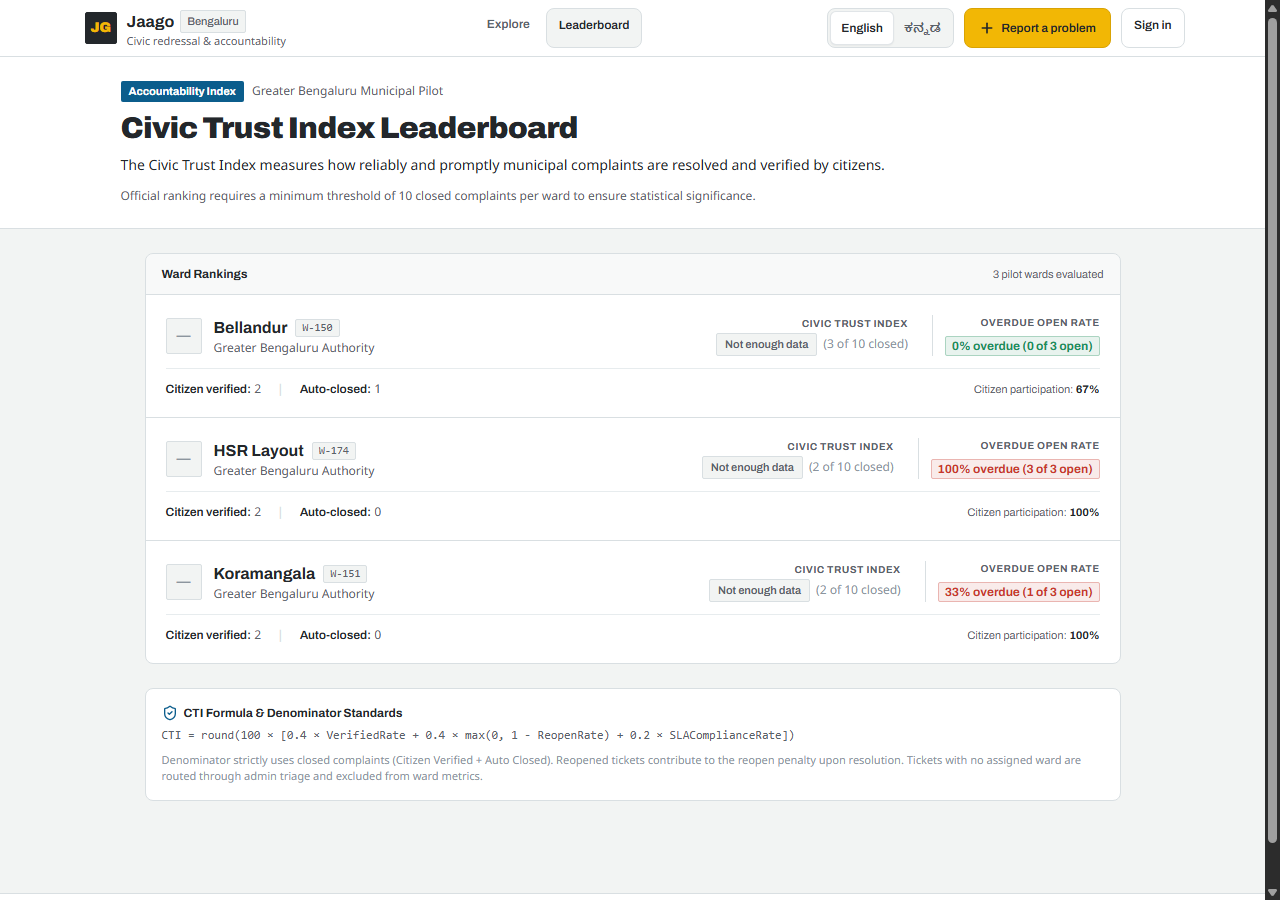 JG
Jaago Bengaluru
Civic redressal & accountability
Explore
Leaderboard
English
ಕನ್ನಡ
Report a problem
Sign in
Accountability Index Greater Bengaluru Municipal Pilot
Civic Trust Index Leaderboard
The Civic Trust Index measures how reliably and promptly municipal complaints are resolved and verified by citizens.
Official ranking requires a minimum threshold of 10 closed complaints per ward to ensure statistical significance.
Ward Rankings
3 pilot wards evaluated
—
Bellandur W-150
Greater Bengaluru Authority
CIVIC TRUST INDEX
Not enough data (3 of 10 closed)
OVERDUE OPEN RATE
0% overdue (0 of 3 open)
Citizen verified: 2 | Auto-closed: 1
Citizen participation: 67%
—
HSR Layout W-174
Greater Bengaluru Authority
CIVIC TRUST INDEX
Not enough data (2 of 10 closed)
OVERDUE OPEN RATE
100% overdue (3 of 3 open)
Citizen verified: 2 | Auto-closed: 0
Citizen participation: 100%
—
Koramangala W-151
Greater Bengaluru Authority
CIVIC TRUST INDEX
Not enough data (2 of 10 closed)
OVERDUE OPEN RATE
33% overdue (1 of 3 open)
Citizen verified: 2 | Auto-closed: 0
Citizen participation: 100%
CTI Formula & Denominator Standards
CTI = round(100 × [0.4 × VerifiedRate + 0.4 × max(0, 1 - ReopenRate) + 0.2 × SLAComplianceRate])
Denominator strictly uses closed complaints (Citizen Verified + Auto Closed). Reopened tickets contribute to the reopen penalty upon resolution. Tickets with no assigned ward are
routed through admin triage and excluded from ward metrics.